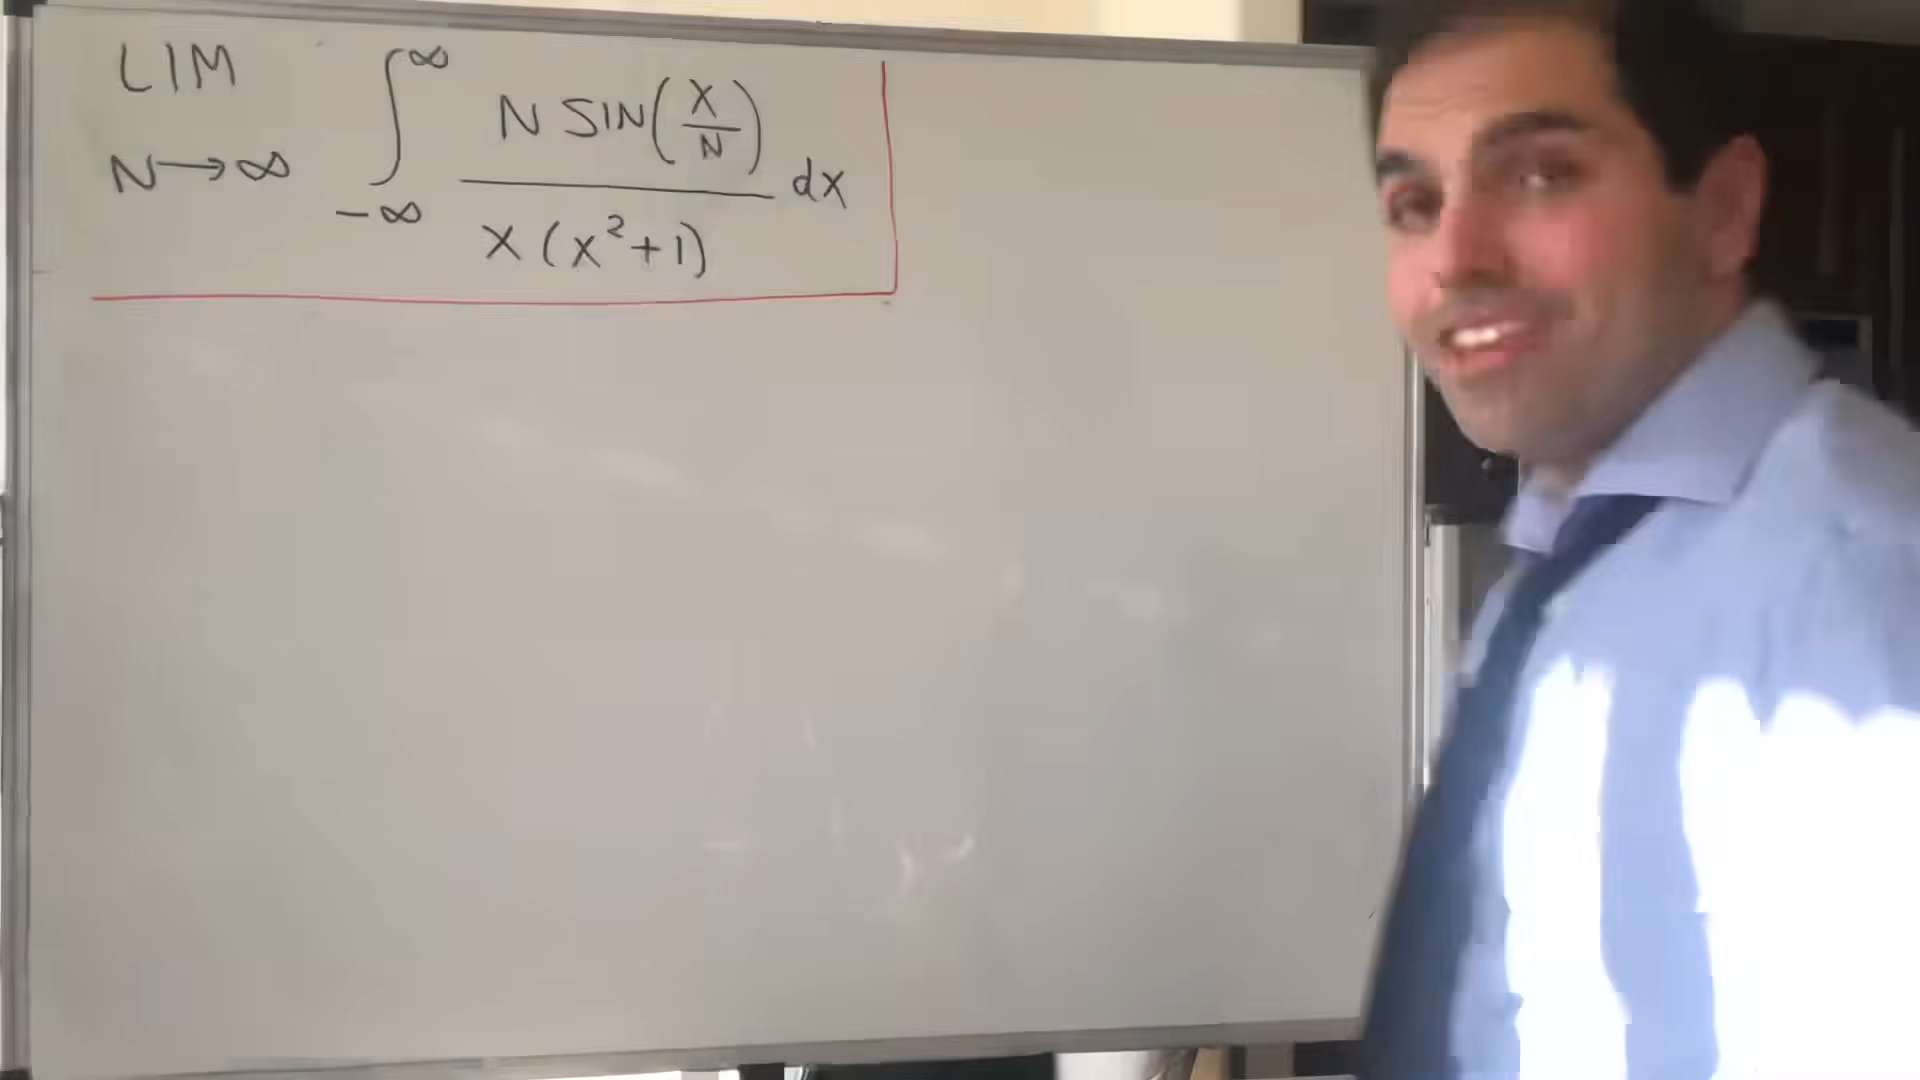 LIM N→∞ ∫_{-∞}^{∞} N SIN(X/N) / X(X²+1) dX